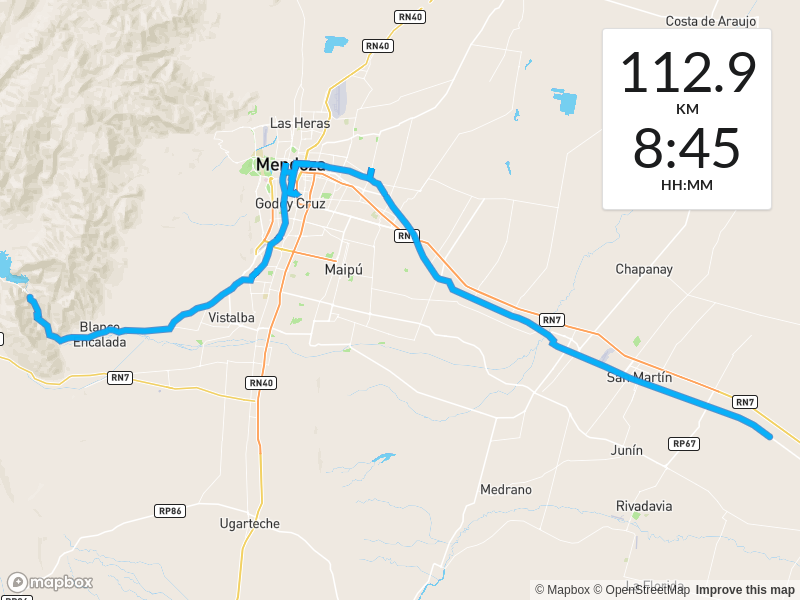 RN40
Costa de Araujo
RN40
112.9
KM
8:45
HH:MM
Las Heras
Mendoza
Godoy Cruz
Maipú
Chapanay
Vistalba
Blanco
Encalada
RN7
RN7
RN40
San Martín
RN7
RP67
Junín
Medrano
Rivadavia
RP86
Ugarteche
La Florida
mapbox
© Mapbox © OpenStreetMap Improve this map